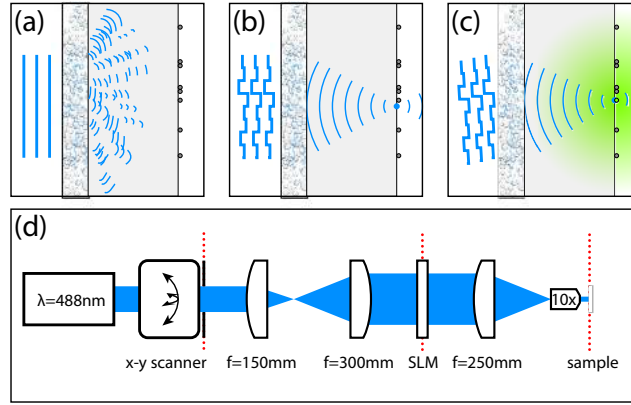 (a)
(b)
(c)
(d)
λ=488nm
10x
x-y scanner
f=150mm
f=300mm
SLM
f=250mm
sample